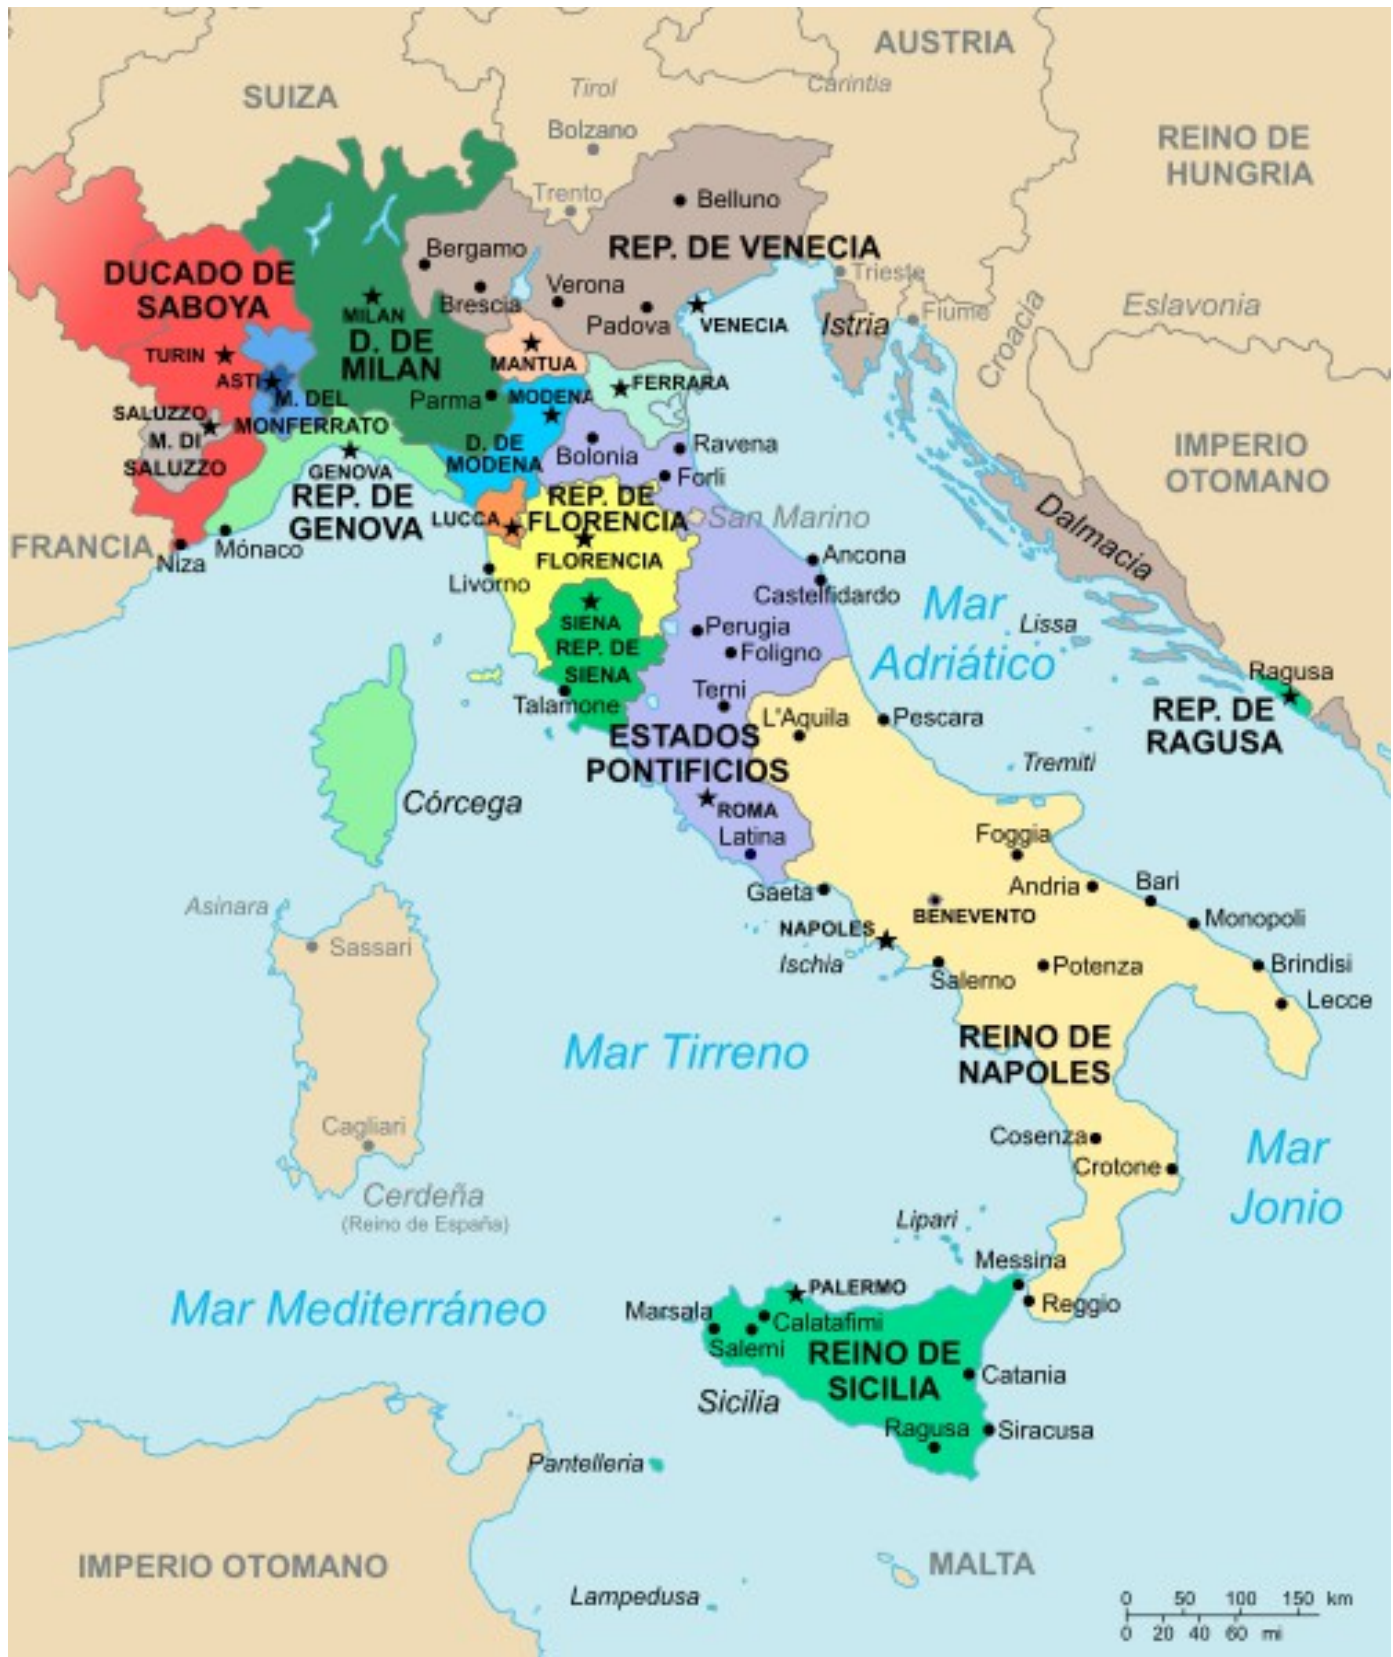 AUSTRIA
Carintia
SUIZA
Tirol
Bolzano
REINO DE
HUNGRIA
Trento
Belluno
REP. DE VENECIA
Bergamo
Trieste
DUCADO DE
SABOYA
Verona
Brescia
Padova
VENECIA
Istria
Fiume
Croacia
Eslavonia
MILAN
D. DE
MILAN
TURIN
MANTUA
ASTI
FERRARA
M. DEL
MONFERRATO
Parma
MODENA
SALUZZO
M. DI
SALUZZO
D. DE
MODENA
Bolonia
Ravena
IMPERIO
OTOMANO
GENOVA
REP. DE
GENOVA
Forli
REP. DE
FLORENCIA
LUCCA
San Marino
Dalmacia
FRANCIA
Mónaco
Niza
FLORENCIA
Ancona
Livorno
Castelfidardo
Mar
Adriático
SIENA
REP. DE
SIENA
Perugia
Foligno
Lissa
Ragusa
Talamone
Terni
L'Aquila
Pescara
REP. DE
RAGUSA
ESTADOS
PONTIFICIOS
Tremiti
Córcega
ROMA
Latina
Foggia
Gaeta
Andria
Bari
Asinara
BENEVENTO
Monopoli
NAPOLES
Sassari
Ischia
Salerno
Potenza
Brindisi
Lecce
Mar Tirreno
REINO DE
NAPOLES
Cagliari
Cosenza
Crotone
Mar
Jonio
Cerdeña
(Reino de España)
Lipari
Messina
PALERMO
Mar Mediterráneo
Reggio
Marsala
Calatafimi
Salemi
REINO DE
SICILIA
Catania
Sicilia
Ragusa
Siracusa
Pantelleria
IMPERIO OTOMANO
MALTA
Lampedusa
0 50 100 150 km
0 20 40 60 mi